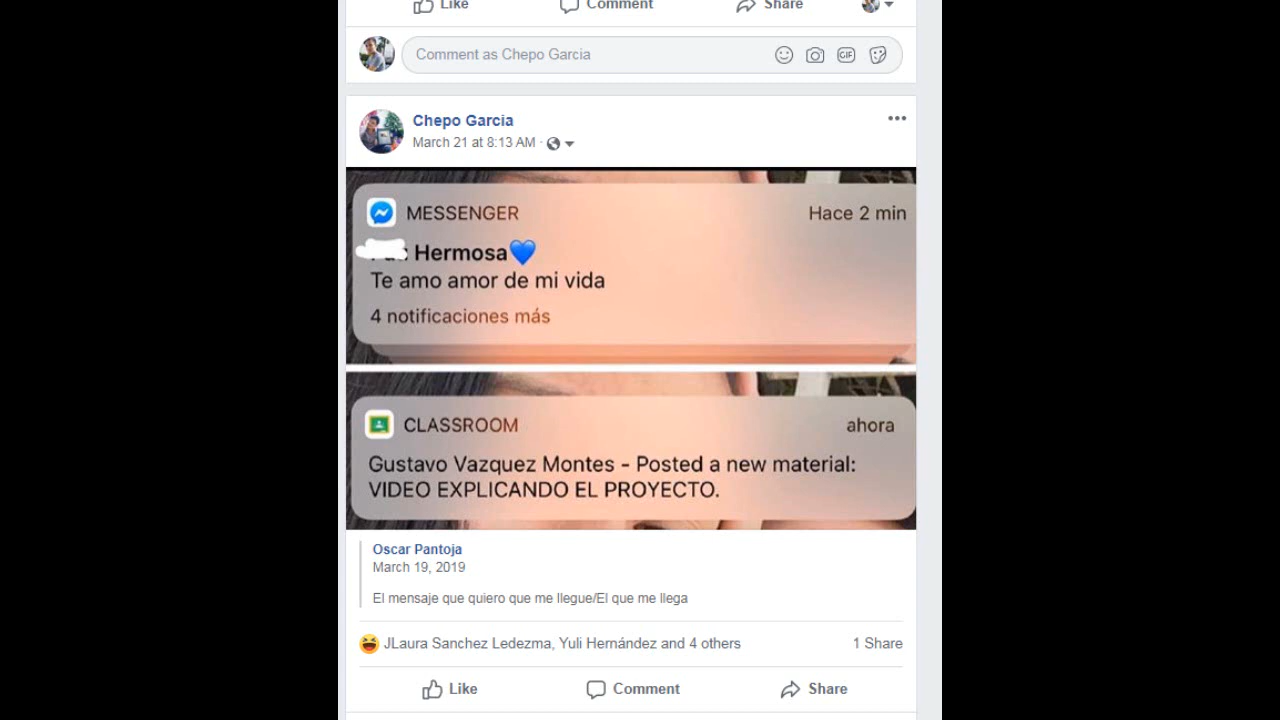 Like Comment Share
Comment as Chepo Garcia
GIF
Chepo Garcia
March 21 at 8:13 AM ·
MESSENGER Hace 2 min
Hermosa💙
Te amo amor de mi vida
4 notificaciones más
CLASSROOM ahora
Gustavo Vazquez Montes - Posted a new material:
VIDEO EXPLICANDO EL PROYECTO.
Oscar Pantoja
March 19, 2019
El mensaje que quiero que me llegue/El que me llega
JLaura Sanchez Ledezma, Yuli Hernández and 4 others 1 Share
Like Comment Share